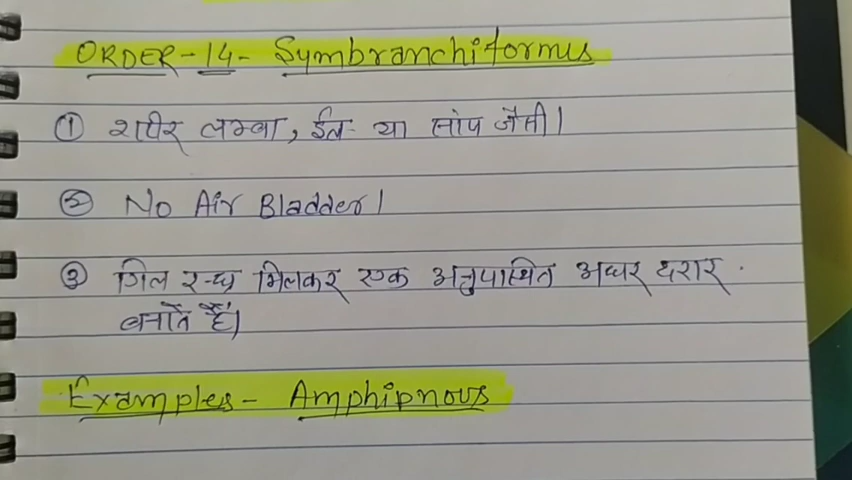 ORDER-14- Symbranchiformus
① शरीर लम्बा, ईल या सांप जैसी।
② No Air Bladder।
③ गिल रन्ध्र मिलकर एक अनुपास्थित अधर दरार
बनाते हैं।
Examples- Amphipnous